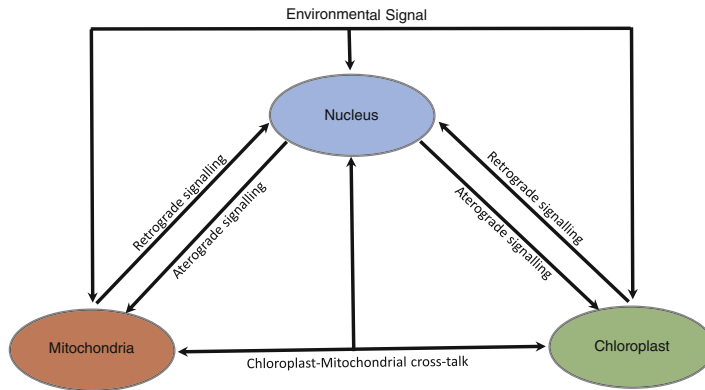 Environmental Signal
Nucleus
Retrograde signalling
Aterograde signalling
Aterograde signalling
Retrograde signalling
Mitochondria
Chloroplast
Chloroplast-Mitochondrial cross-talk